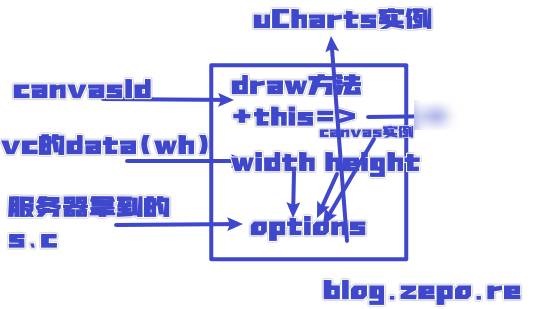 uCharts实例
draw方法
canvasId
+this=>
canvas实例
vc的data(wh)
width height
服务器拿到的
s.c
options
blog.zepo.re